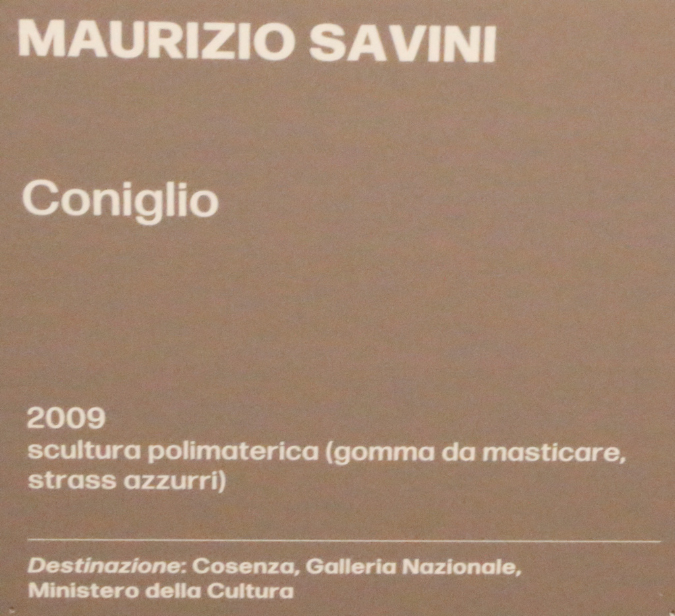 MAURIZIO SAVINI
Coniglio
2009
scultura polimaterica (gomma da masticare,
strass azzurri)
Destinazione: Cosenza, Galleria Nazionale,
Ministero della Cultura